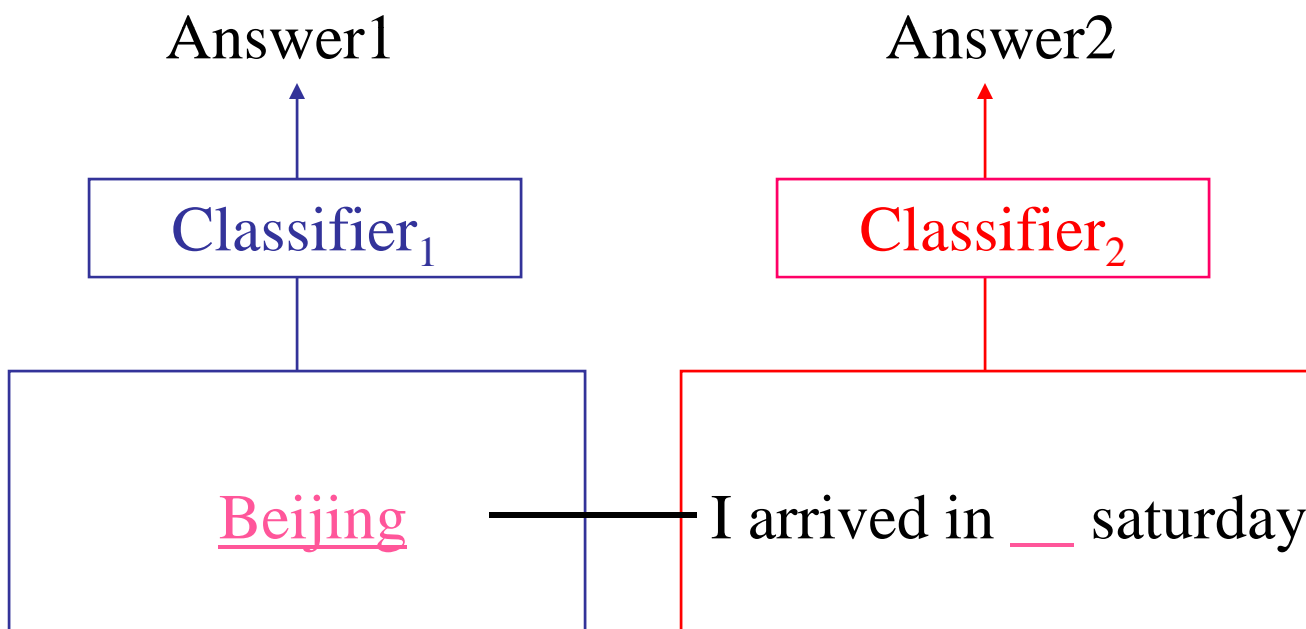 Answer1 Answer2
Classifier1 Classifier2
Beijing I arrived in __ saturday